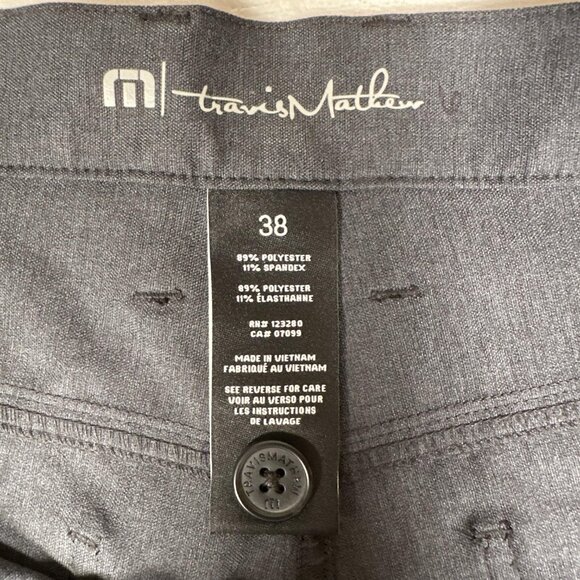 m | travisMathew
38
89% POLYESTER
11% SPANDEX
89% POLYESTER
11% ÉLASTHANNE
RN# 123280
CA# 07099
MADE IN VIETNAM
FABRIQUÉ AU VIETNAM
SEE REVERSE FOR CARE
VOIR AU VERSO POUR
LES INSTRUCTIONS
DE LAVAGE
TRAVISMATH